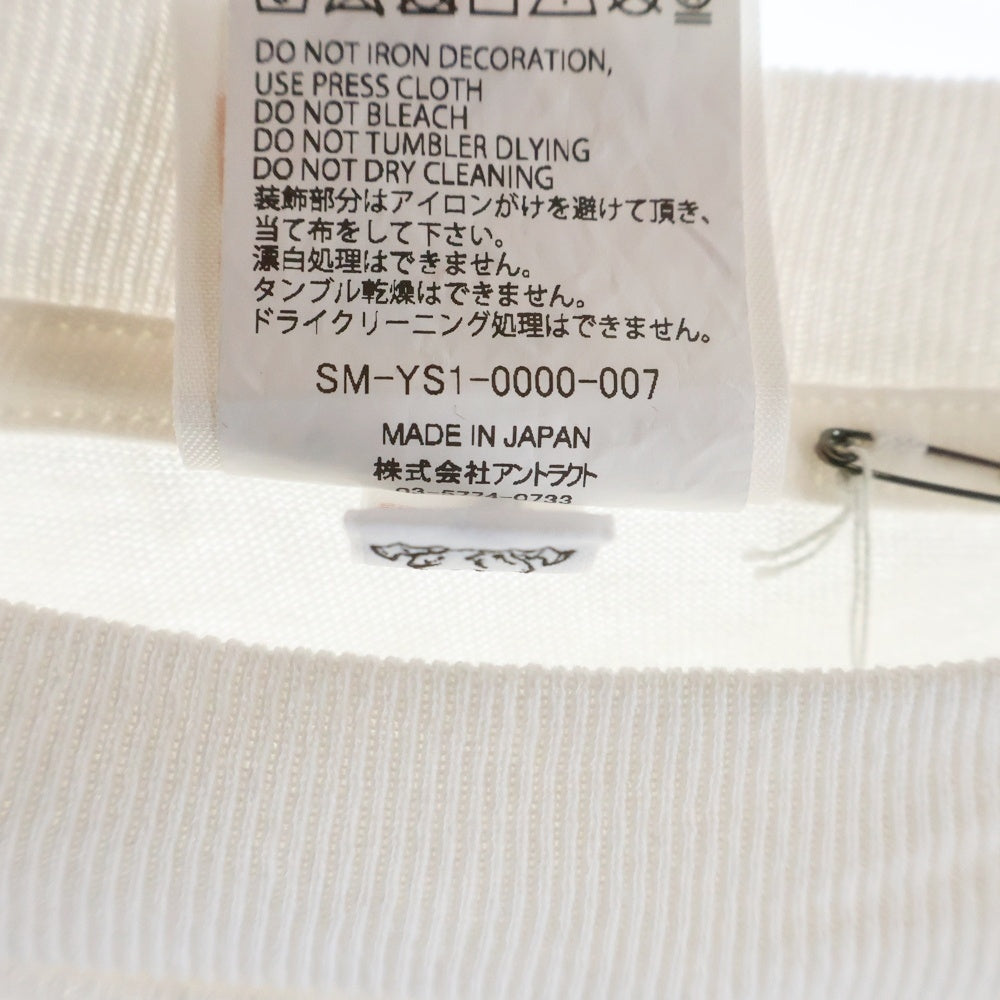 DO NOT IRON DECORATION,
USE PRESS CLOTH
DO NOT BLEACH
DO NOT TUMBLER DLYING
DO NOT DRY CLEANING
装飾部分はアイロンがけを避けて頂き、
当て布をして下さい。
漂白処理はできません。
タンブル乾燥はできません。
ドライクリーニング処理はできません。
SM-YS1-0000-007
MADE IN JAPAN
株式会社アントラクト
03-5774-0733